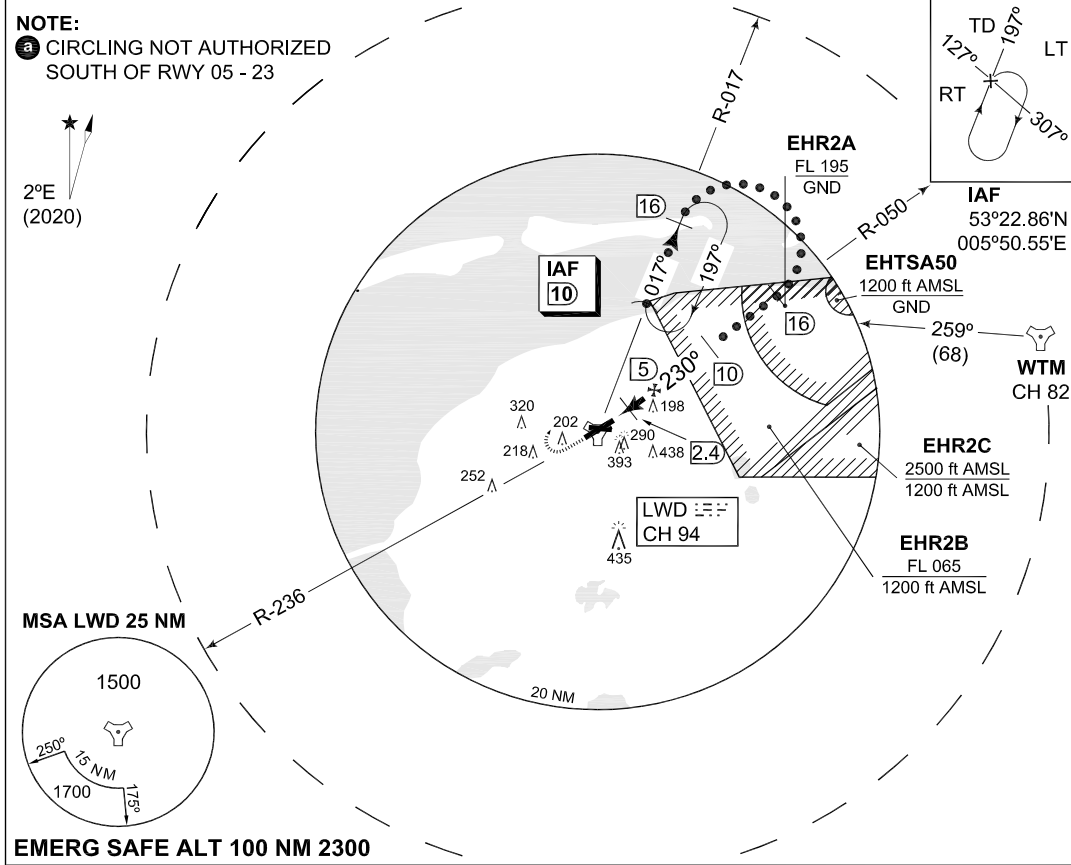 NOTE:
a CIRCLING NOT AUTHORIZED
SOUTH OF RWY 05 - 23
2ºE
(2020)
R-017
TD
197º
127º
LT
RT
307º
IAF
53º22.86'N
005º50.55'E
EHR2A
FL 195
GND
R-050
16
IAF
10
017º
197º
EHTSA50
1200 ft AMSL
GND
16
259º
(68)
WTM
CH 82
5
230º
10
198
320
202
218
290
393
438
2.4
252
EHR2C
2500 ft AMSL
1200 ft AMSL
LWD
CH 94
435
EHR2B
FL 065
1200 ft AMSL
R-236
MSA LWD 25 NM
1500
250º
15 NM
1700
175º
20 NM
EMERG SAFE ALT 100 NM 2300